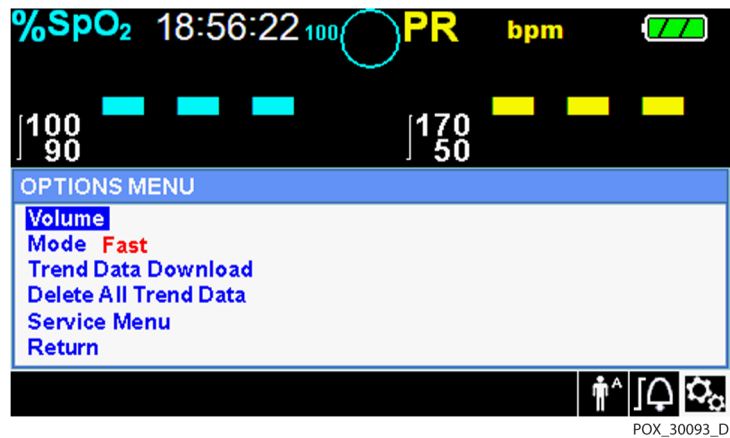 %SpO₂ 18:56:22 100 PR bpm
100 170
90 50
OPTIONS MENU
Volume
Mode Fast
Trend Data Download
Delete All Trend Data
Service Menu
Return
A
POX_30093_D